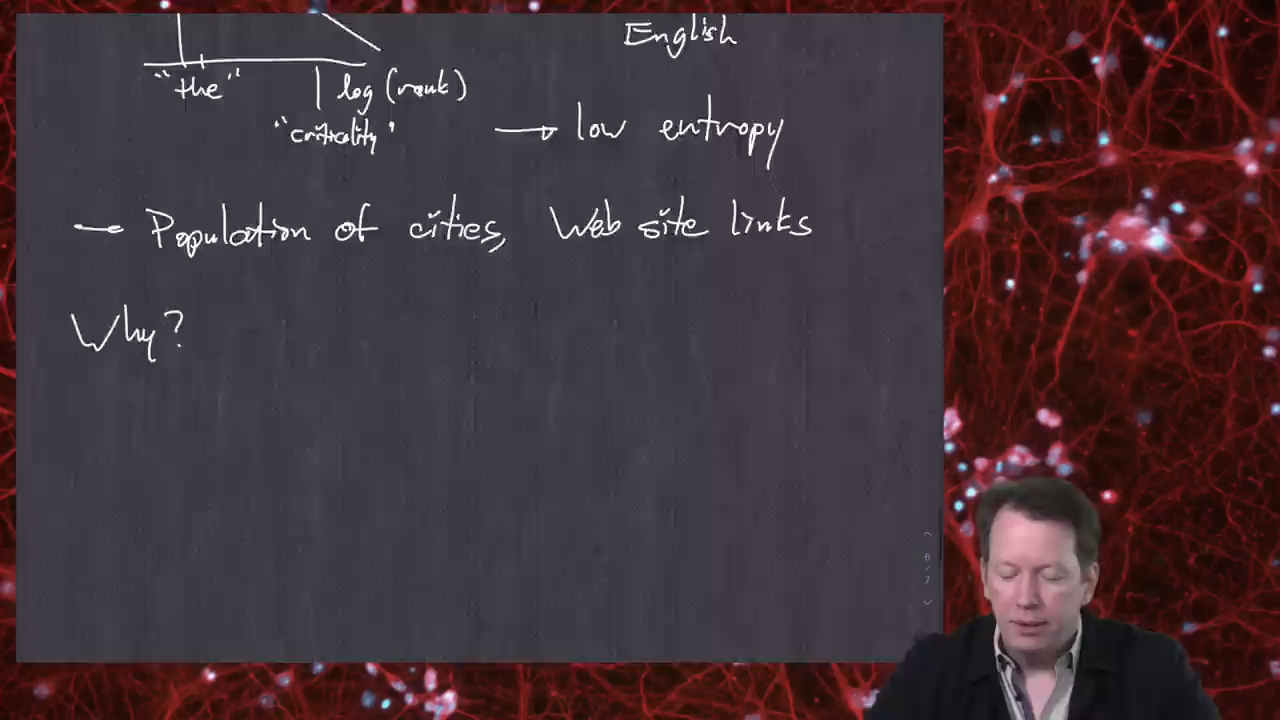 English
"the"
log (rank)
"criticality"
→ low entropy
— Population of cities, Web site links
Why?